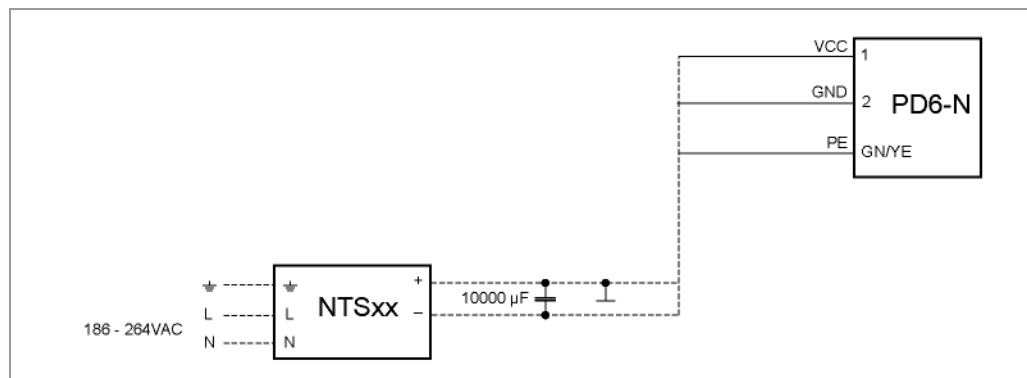 VCC
1
GND
2
PD6-N
PE
GN/YE
+
10000 µF
NTSxx
L
L
–
186 - 264VAC
N
N